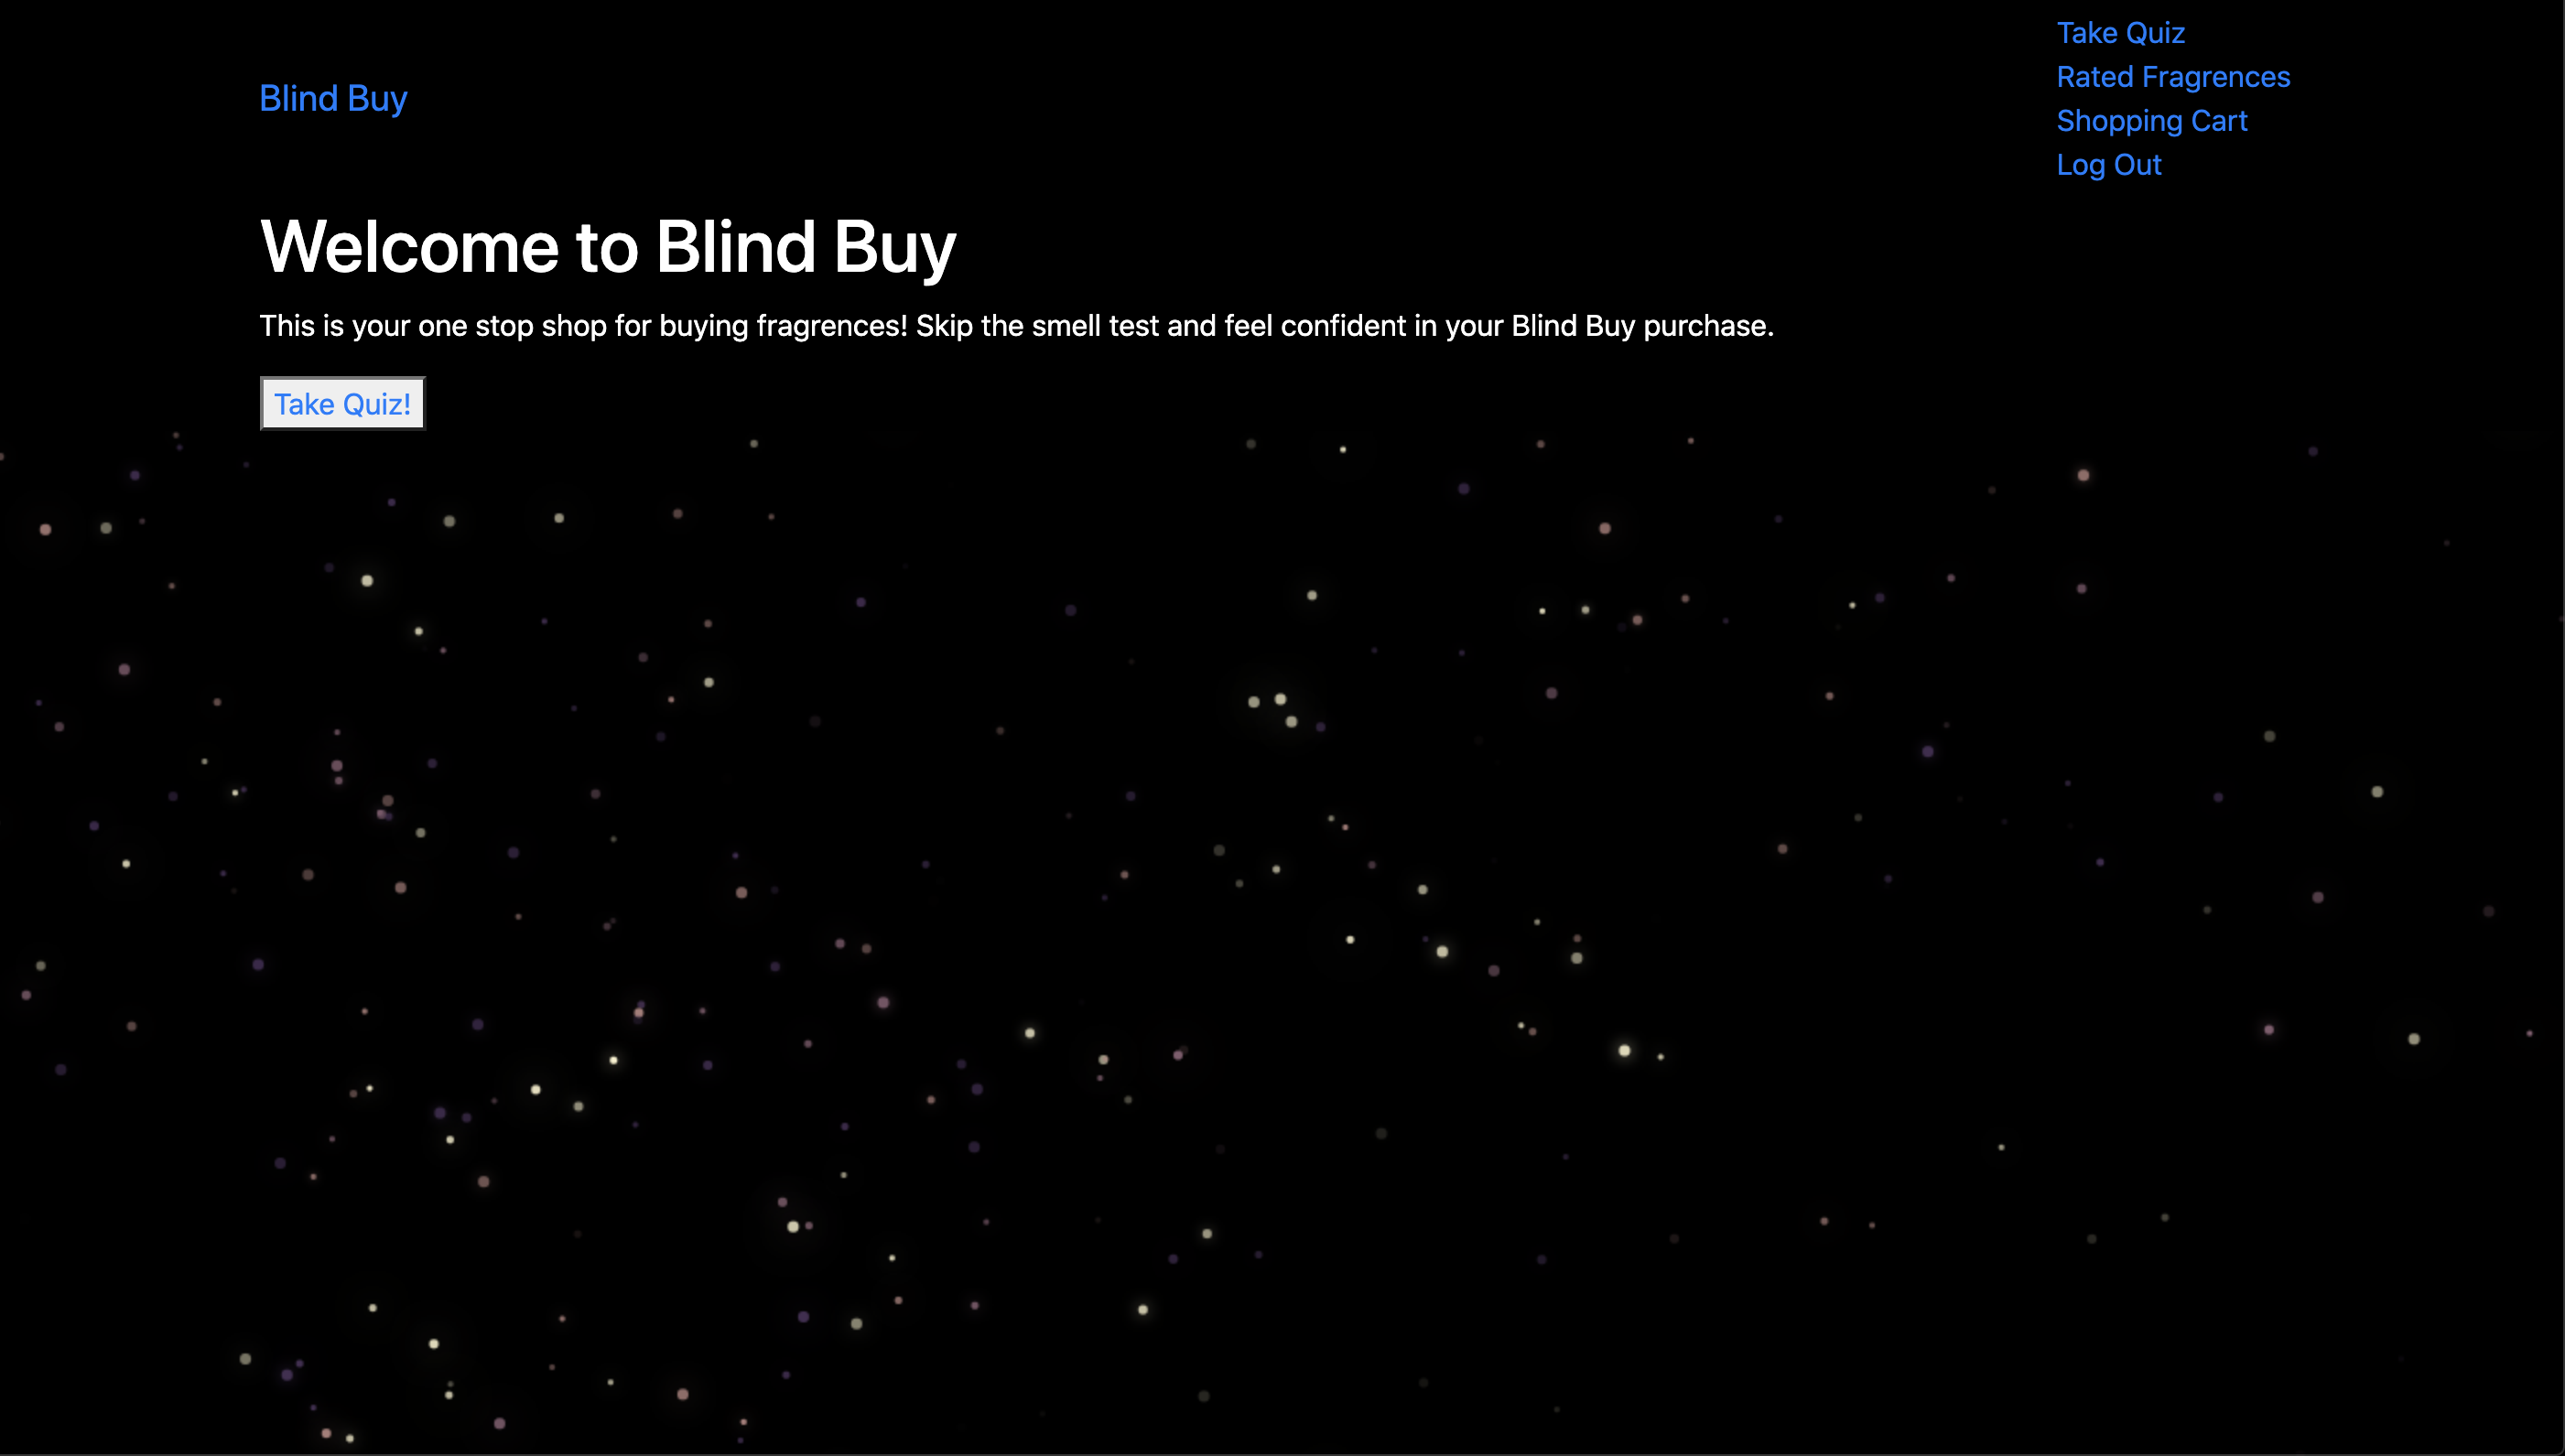 Take Quiz
Rated Fragrences
Shopping Cart
Log Out
Blind Buy
Welcome to Blind Buy
This is your one stop shop for buying fragrences! Skip the smell test and feel confident in your Blind Buy purchase.
Take Quiz!